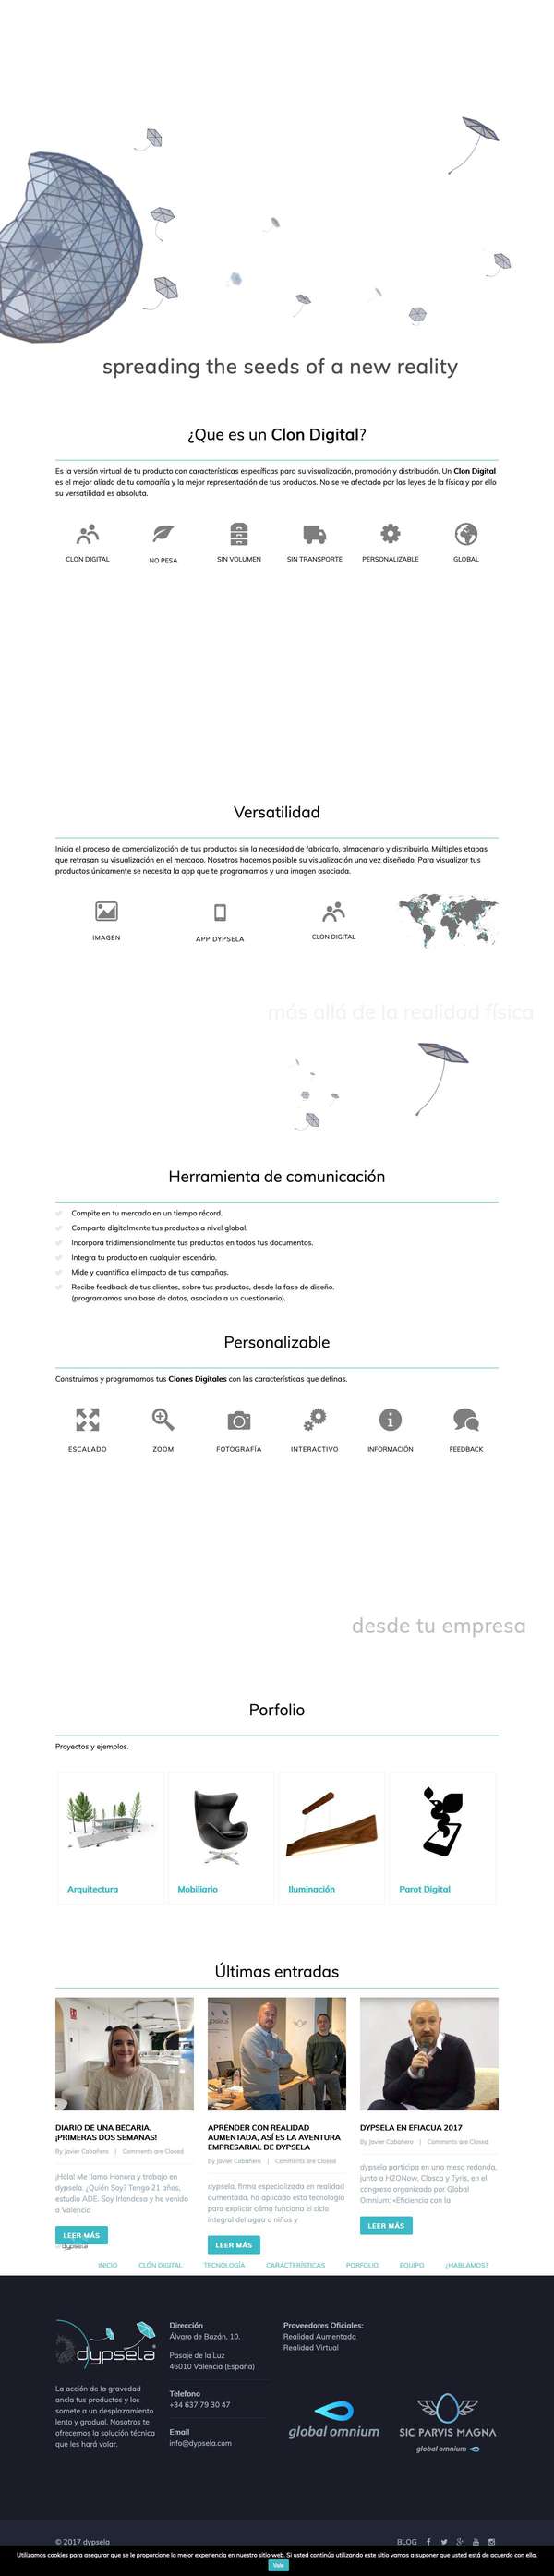 spreading the seeds of a new reality
¿Que es un Clon Digital?
Es la versión virtual de tu producto con características específicas para su visualización, promoción y distribución. Un Clon Digital
es el mejor aliado de tu compañía y la mejor representación de tus productos. No se ve afectado por las leyes de la física y por ello
su versatilidad es absoluta.
CLON DIGITAL
NO PESA
SIN VOLUMEN
SIN TRANSPORTE
PERSONALIZABLE
GLOBAL
Versatilidad
Inicia el proceso de comercialización de tus productos sin la necesidad de fabricarlo, almacenarlo y distribuirlo. Múltiples etapas
que retrasan su visualización en el mercado. Nosotros hacemos posible su visualización una vez diseñado. Para visualizar tus
productos únicamente se necesita la app que te programamos y una imagen asociada.
IMAGEN
APP DYPSELA
CLON DIGITAL
más allá de la realidad física
Herramienta de comunicación
Compite en tu mercado en un tiempo récord.
Comparte digitalmente tus productos a nivel global.
Incorpora tridimensionalmente tus productos en todos tus documentos.
Integra tu producto en cualquier escenário.
Mide y cuantifica el impacto de tus campañas.
Recibe feedback de tus clientes, sobre tus productos, desde la fase de diseño.
(programamos una base de datos, asociada a un cuestionario).
Personalizable
Construimos y programamos tus Clones Digitales con las características que definas.
ESCALADO
ZOOM
FOTOGRAFÍA
INTERACTIVO
INFORMACIÓN
FEEDBACK
desde tu empresa
Porfolio
Proyectos y ejemplos.
Arquitectura
Mobiliario
Iluminación
Parot Digital
Últimas entradas
DIARIO DE UNA BECARIA.
¡PRIMERAS DOS SEMANAS!
By Javier Cabañero | Comments are Closed
¡Hola! Me llamo Honora y trabajo en
dypsela. ¿Quién Soy? Tengo 21 años,
estudio ADE. Soy Irlandesa y he venido
a Valencia
LEER MÁS
APRENDER CON REALIDAD
AUMENTADA, ASÍ ES LA AVENTURA
EMPRESARIAL DE DYPSELA
By Javier Cabañero | Comments are Closed
dypsela, firma especializada en realidad
aumentada, ha aplicado esta tecnología
para explicar cómo funciona el ciclo
integral del agua a niños y
LEER MÁS
DYPSELA EN EFIACUA 2017
By Javier Cabañero | Comments are Closed
dypsela participa en una mesa redonda,
junto a H2ONow, Clasca y Tyris, en el
congreso organizado por Global
Omnium: «Eficiencia con la
LEER MÁS
dypsela
INICIO
CLÓN DIGITAL
TECNOLOGÍA
CARACTERÍSTICAS
PORFOLIO
EQUIPO
¿HABLAMOS?
dypsela
La acción de la gravedad
ancla tus productos y los
somete a un desplazamiento
lento y gradual. Nosotros te
ofrecemos la solución técnica
que les hará volar.
Dirección
Álvaro de Bazán, 10.
Pasaje de la Luz
46010 Valencia (España)
Telefono
+34 637 79 30 47
Email
info@dypsela.com
Proveedores Oficiales:
Realidad Aumentada
Realidad Virtual
global omnium
SIC PARVIS MAGNA
global omnium
© 2017 dypsela
BLOG
Utilizamos cookies para asegurar que se le proporcione la mejor experiencia en nuestro sitio web. Si usted continúa utilizando este sitio vamos a suponer que usted está de acuerdo con ello.
Vale